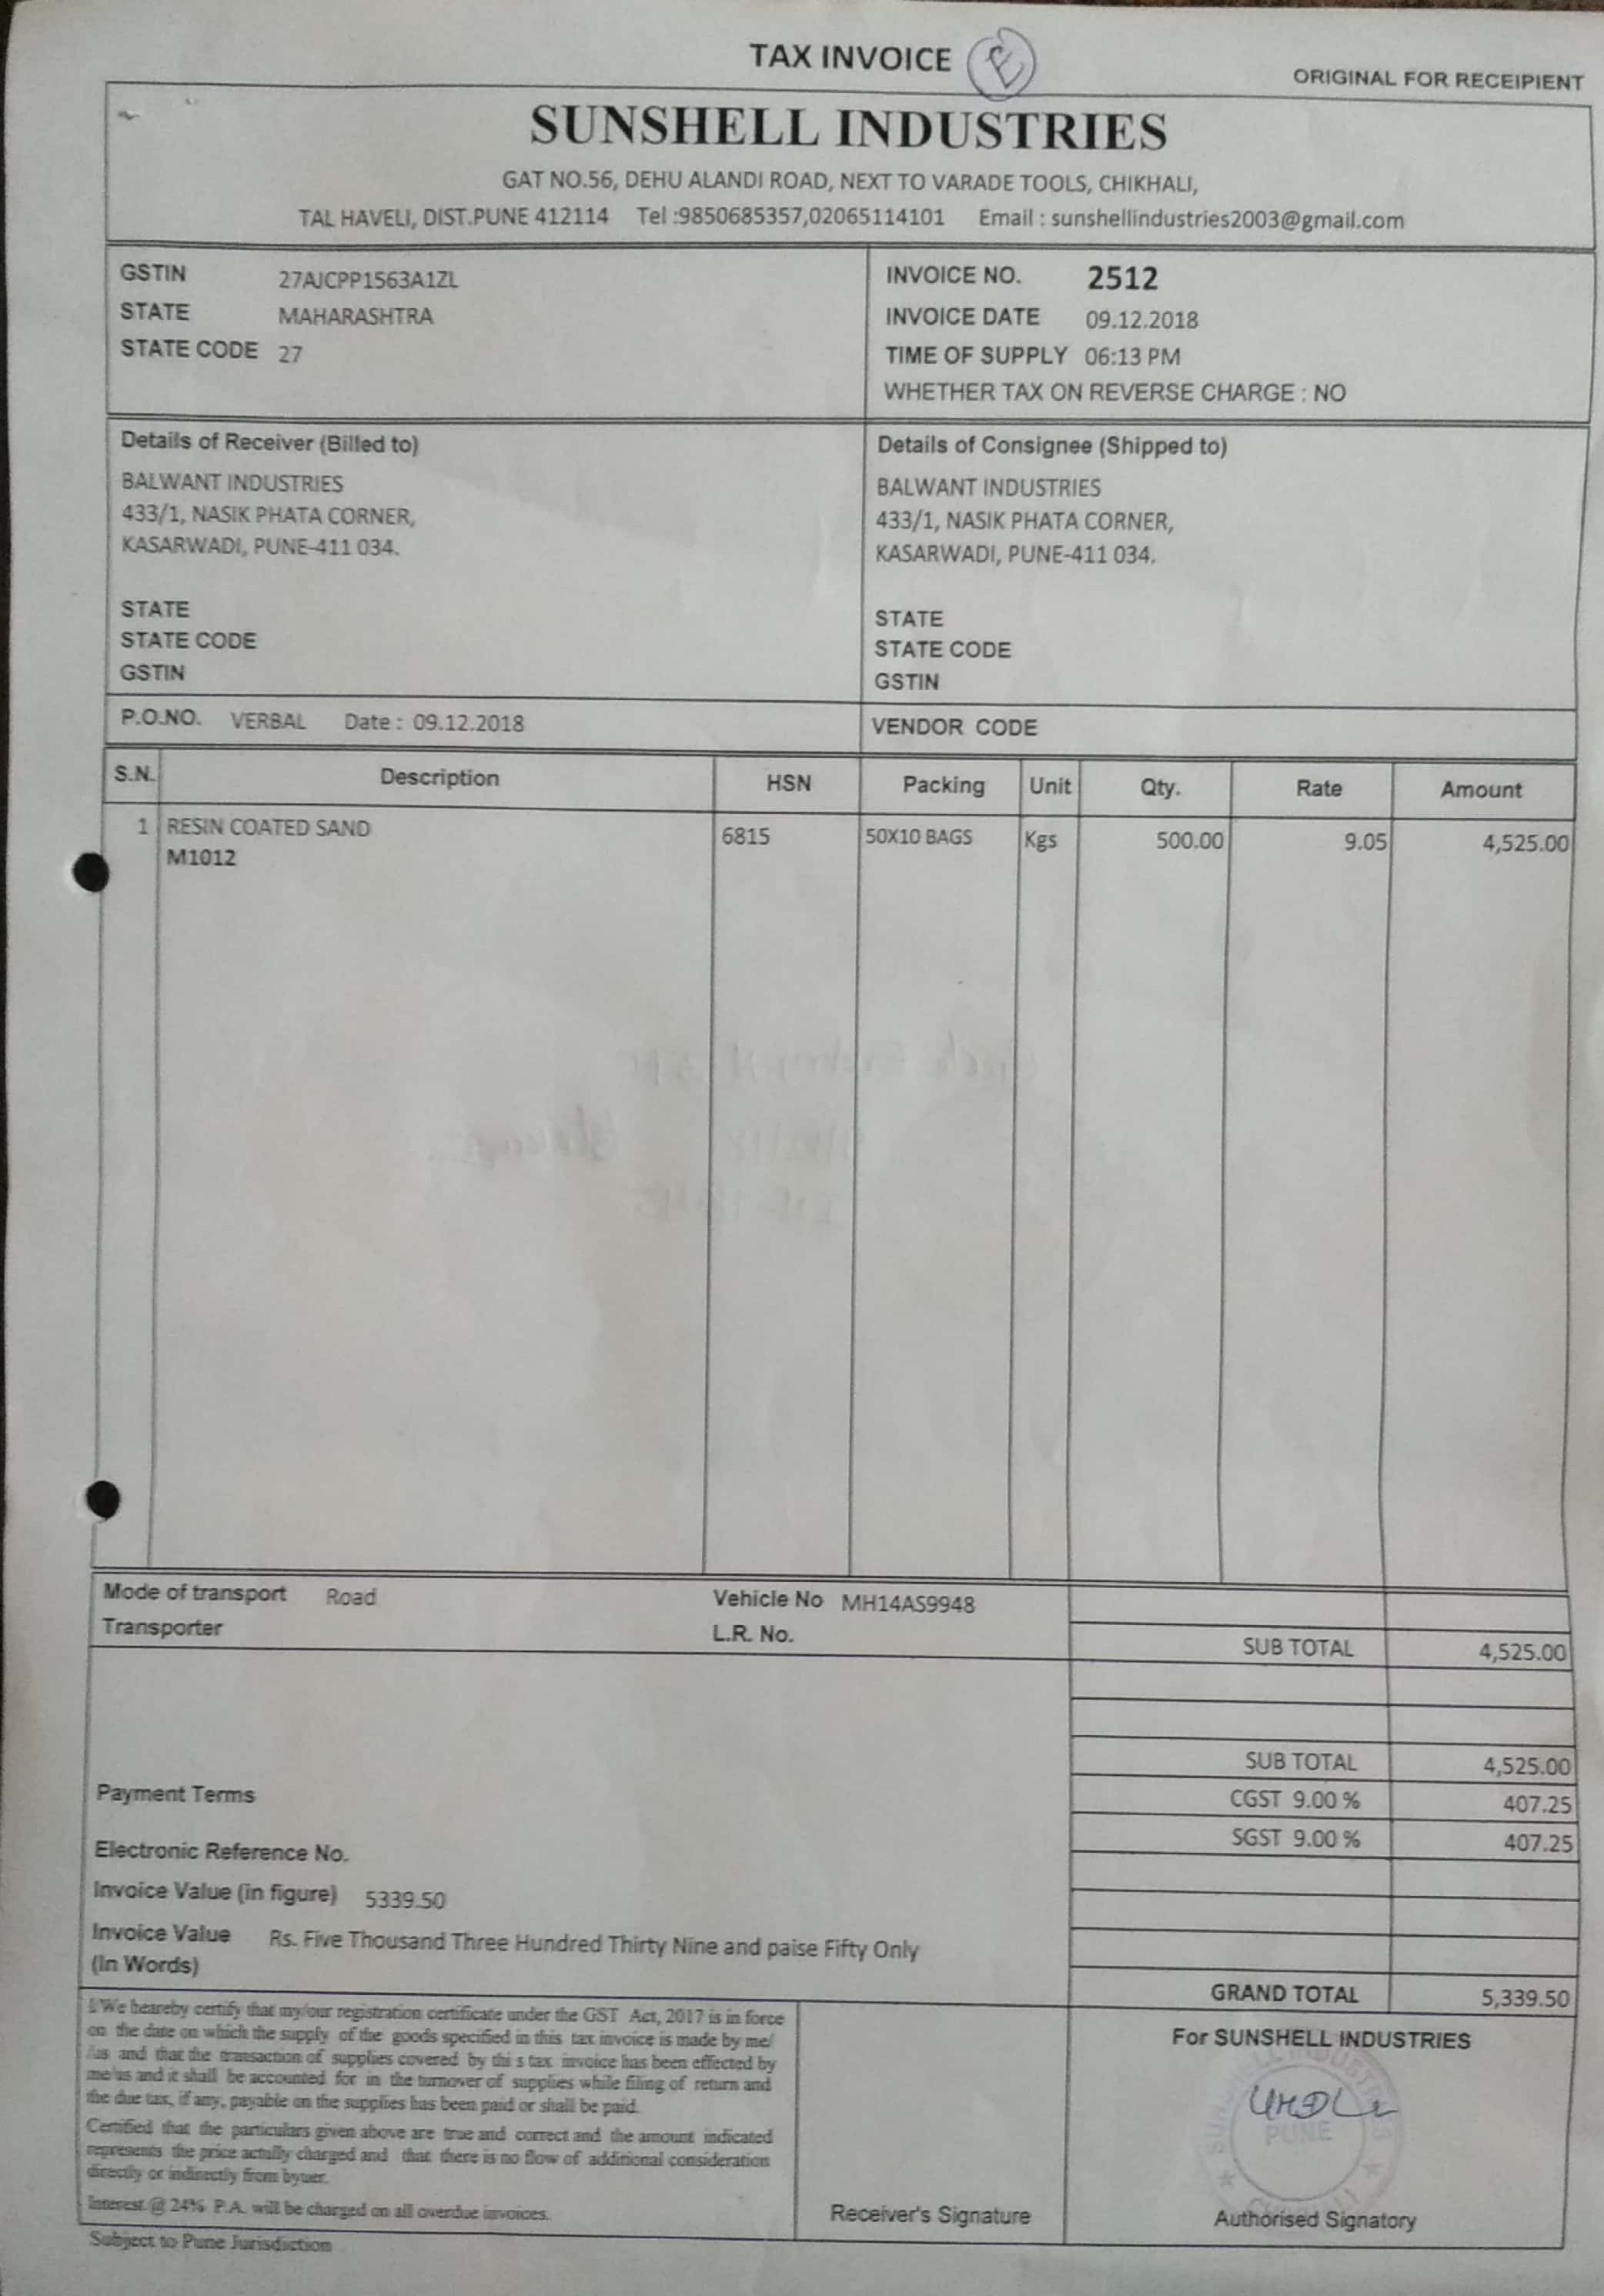 TAX INVOICE
ORIGINAL FOR RECEIPIENT
SUNSHELL INDUSTRIES
GAT NO.56, DEHU ALANDI ROAD, NEXT TO VARADE TOOLS, CHIKHALI,
TAL HAVELI, DIST.PUNE 412114 Tel :9850685357,02065114101 Email : sunshellindustries2003@gmail.com
GSTIN 27AJCPP1563A1ZL
STATE MAHARASHTRA
STATE CODE 27
INVOICE NO. 2512
INVOICE DATE 09.12.2018
TIME OF SUPPLY 06:13 PM
WHETHER TAX ON REVERSE CHARGE : NO
Details of Receiver (Billed to)
BALWANT INDUSTRIES
433/1, NASIK PHATA CORNER,
KASARWADI, PUNE-411 034.
STATE
STATE CODE
GSTIN
Details of Consignee (Shipped to)
BALWANT INDUSTRIES
433/1, NASIK PHATA CORNER,
KASARWADI, PUNE-411 034.
STATE
STATE CODE
GSTIN
P.O.NO. VERBAL Date : 09.12.2018
VENDOR CODE
S.N. Description HSN Packing Unit Qty. Rate Amount
1 RESIN COATED SAND 6815 50X10 BAGS Kgs 500.00 9.05 4,525.00
M1012
Mode of transport Road Vehicle No MH14AS9948
Transporter L.R. No.
SUB TOTAL 4,525.00
SUB TOTAL 4,525.00
Payment Terms
CGST 9.00 % 407.25
SGST 9.00 % 407.25
Electronic Reference No.
Invoice Value (in figure) 5339.50
Invoice Value Rs. Five Thousand Three Hundred Thirty Nine and paise Fifty Only
(In Words)
GRAND TOTAL 5,339.50
I/We heareby certify that my/our registration certificate under the GST Act, 2017 is in force
on the date on which the supply of the goods specified in this tax invoice is made by me/
/us and that the transaction of supplies covered by thi s tax invoice has been effected by
me/us and it shall be accounted for in the turnover of supplies while filing of return and
the due tax, if any, payable on the supplies has been paid or shall be paid.
Certified that the particulars given above are true and correct and the amount indicated
represents the price actully charged and that there is no flow of additional consideration
directly or indirectly from byuer.
Interest @ 24% P.A. will be charged on all overdue invoices.
Subject to Pune Jurisdiction
Receiver's Signature
For SUNSHELL INDUSTRIES
PUNE
Authorised Signatory